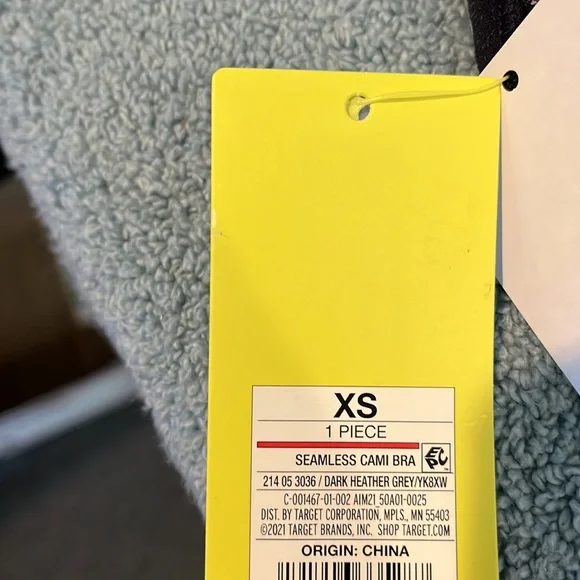 XS
1 PIECE
SEAMLESS CAMI BRA
214 05 3036 / DARK HEATHER GREY/YK8XW
C-001467-01-002 AIM21 50A01-0025
DIST. BY TARGET CORPORATION, MPLS., MN 55403
©2021 TARGET BRANDS, INC. SHOP TARGET.COM
ORIGIN: CHINA